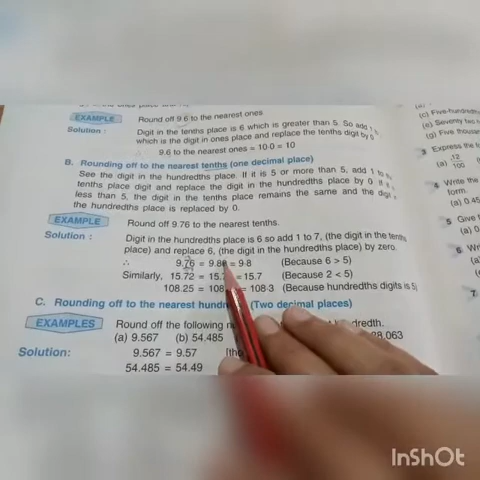 EXAMPLE Round off 9.6 to the nearest ones
Solution : Digit in the tenths place is 6 which is greater than 5. So add 1 to
which is the digit in ones place and replace the tenths digit by 0
∴ 9.6 to the nearest ones = 10·0 = 10
B. Rounding off to the nearest tenths (one decimal place)
See the digit in the hundredths place. If it is 5 or more than 5, add 1 to the
tenths place digit and replace the digit in the hundredths place by 0. If it
less than 5, the digit in the tenths place remains the same and the digit
the hundredths place is replaced by 0.
EXAMPLE Round off 9.76 to the nearest tenths.
Solution : Digit in the hundredths place is 6 so add 1 to 7, (the digit in the tenths
place) and replace 6, (the digit in the hundredths place) by zero.
∴ 9.76 = 9.80 = 9·8 (Because 6 > 5)
Similarly, 15.72 = 15. = 15.7 (Because 2 < 5)
108.25 = 108 = 108·3 (Because hundredths digits is 5)
C. Rounding off to the nearest (Two decimal places)
EXAMPLES Round off the following
(a) 9.567 (b) 54.485
Solution: 9.567 = 9.57
54.485 = 54.49
(c) Five-hundredth
(e) Seventy two
(g) Five thousan
3 Express the
(a) 12/100
4 Write the
form.
(a) 0.45
5 Give
(a) 0.
6 Wr
(a)
7
InShOt